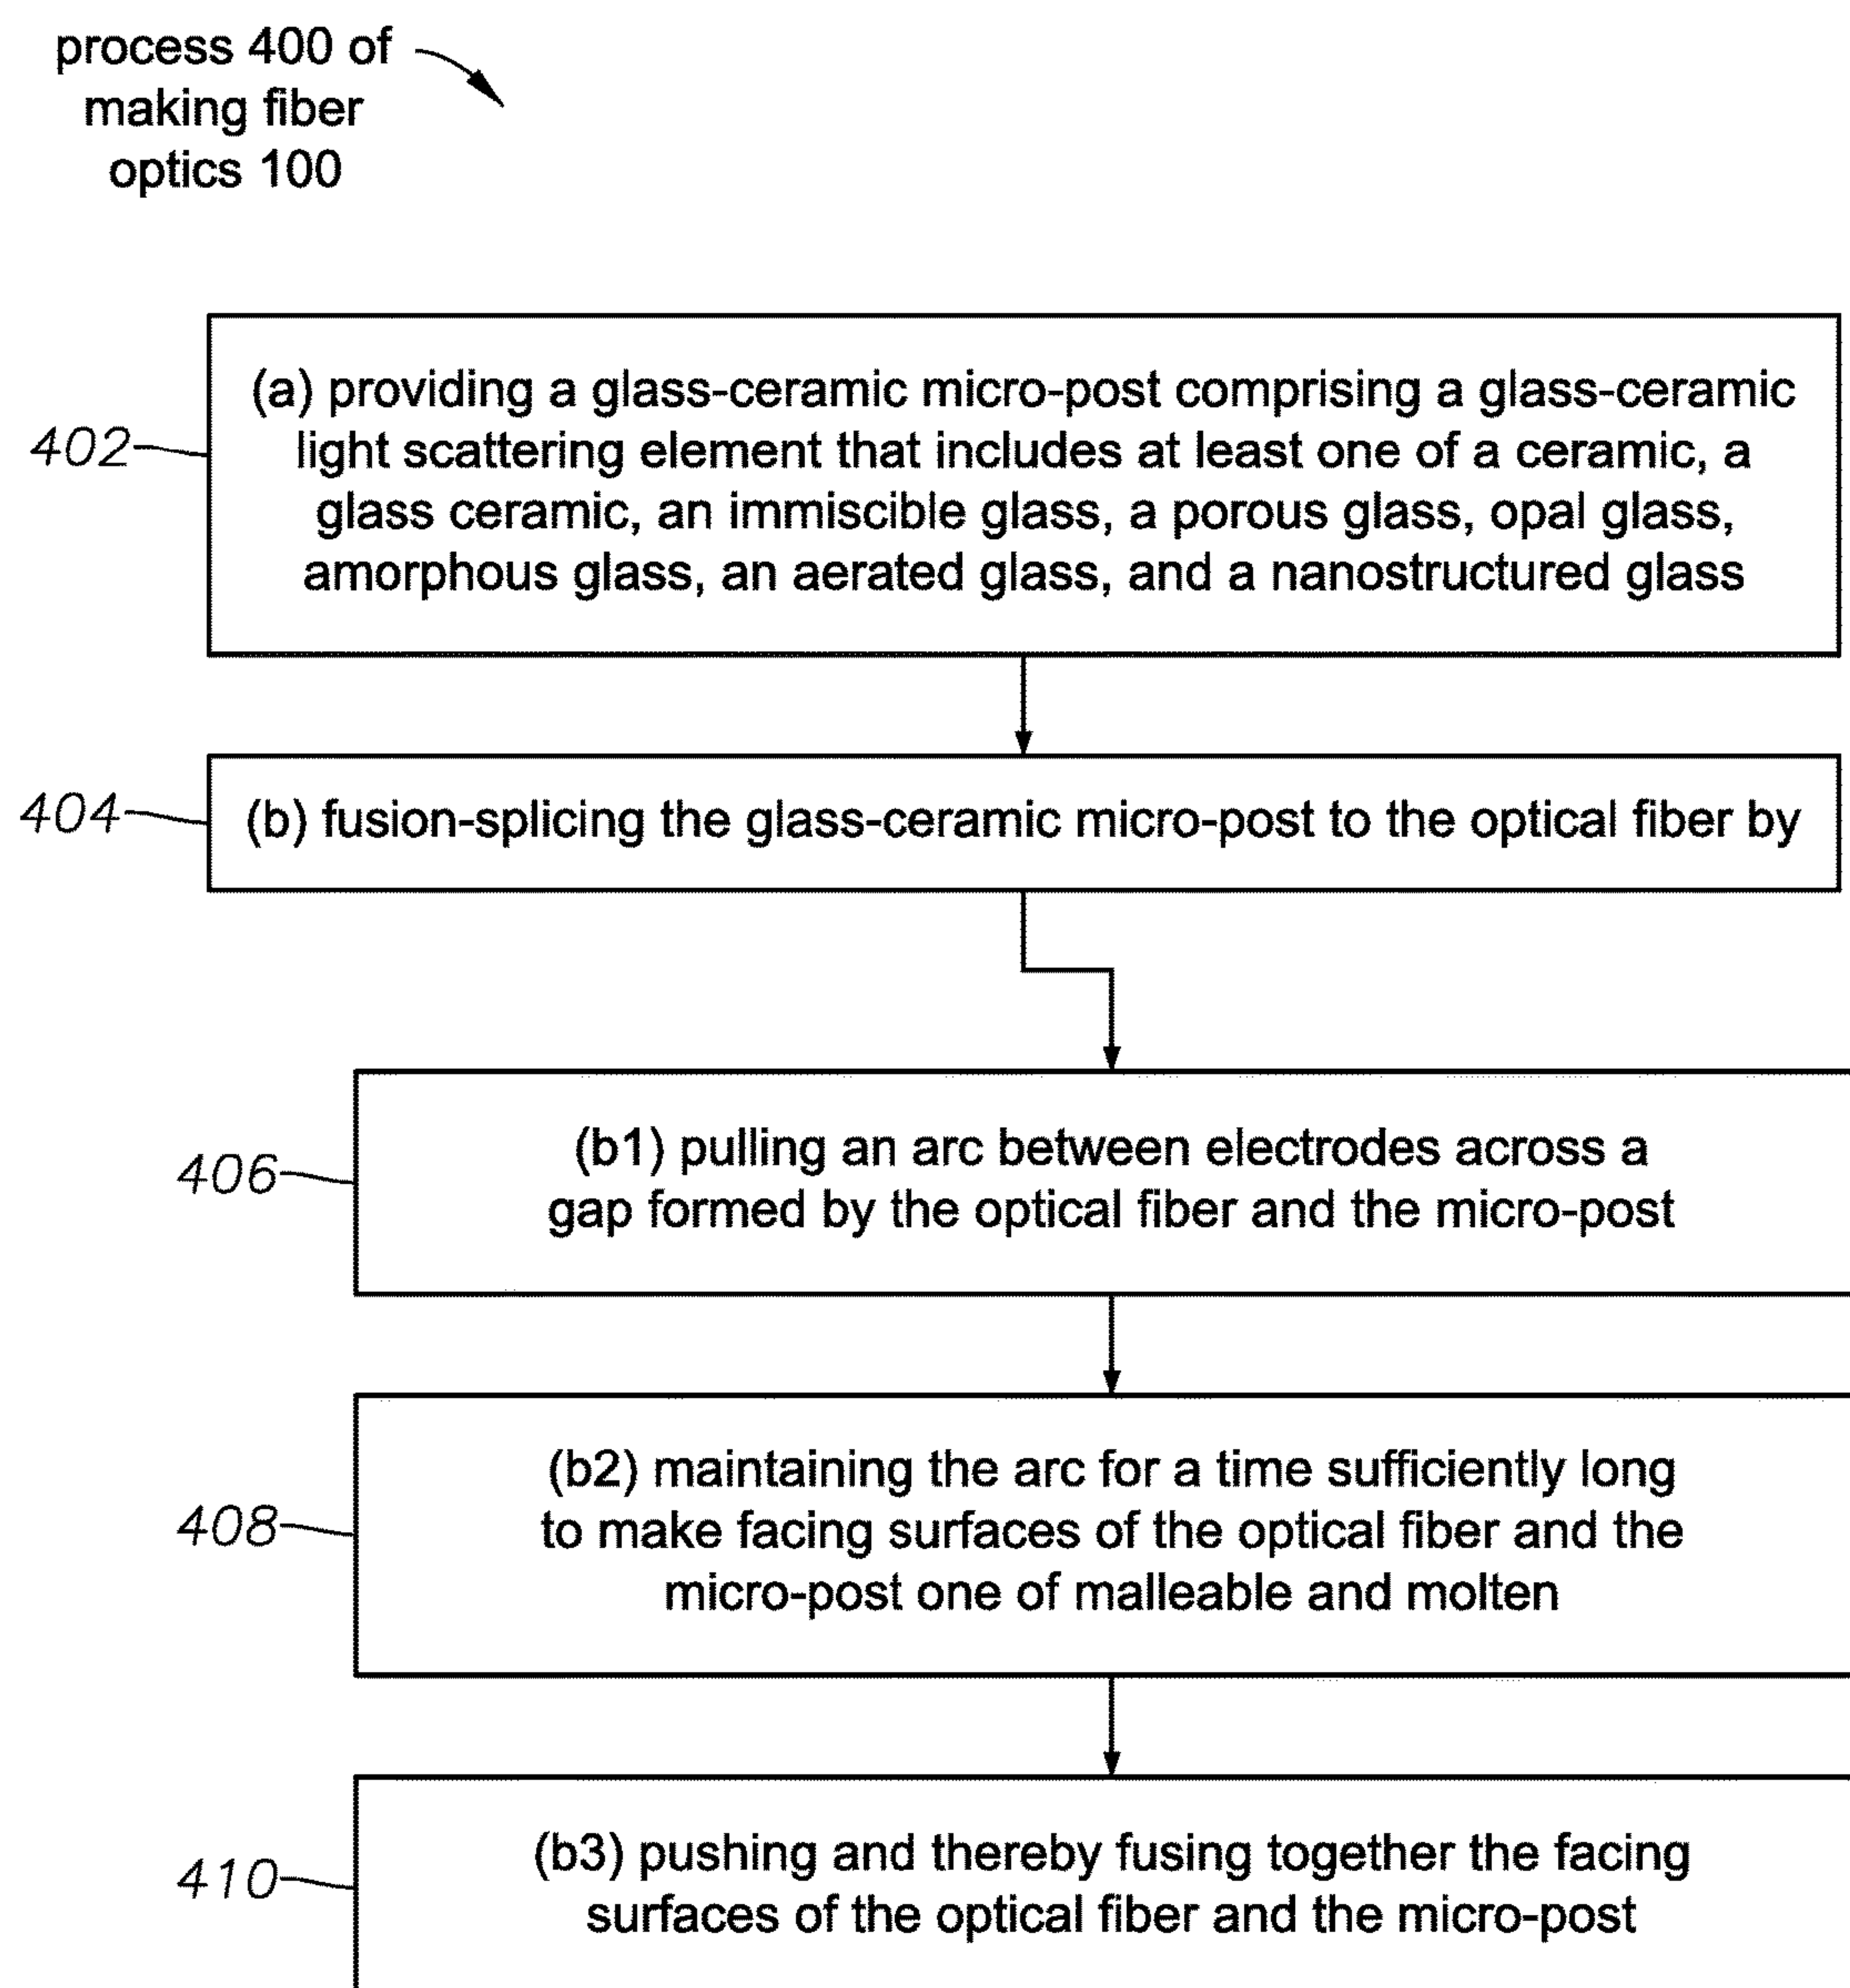 process 400 of
making fiber
optics 100
402
(a) providing a glass-ceramic micro-post comprising a glass-ceramic
light scattering element that includes at least one of a ceramic, a
glass ceramic, an immiscible glass, a porous glass, opal glass,
amorphous glass, an aerated glass, and a nanostructured glass
404
(b) fusion-splicing the glass-ceramic micro-post to the optical fiber by
406
(b1) pulling an arc between electrodes across a
gap formed by the optical fiber and the micro-post
408
(b2) maintaining the arc for a time sufficiently long
to make facing surfaces of the optical fiber and the
micro-post one of malleable and molten
410
(b3) pushing and thereby fusing together the facing
surfaces of the optical fiber and the micro-post